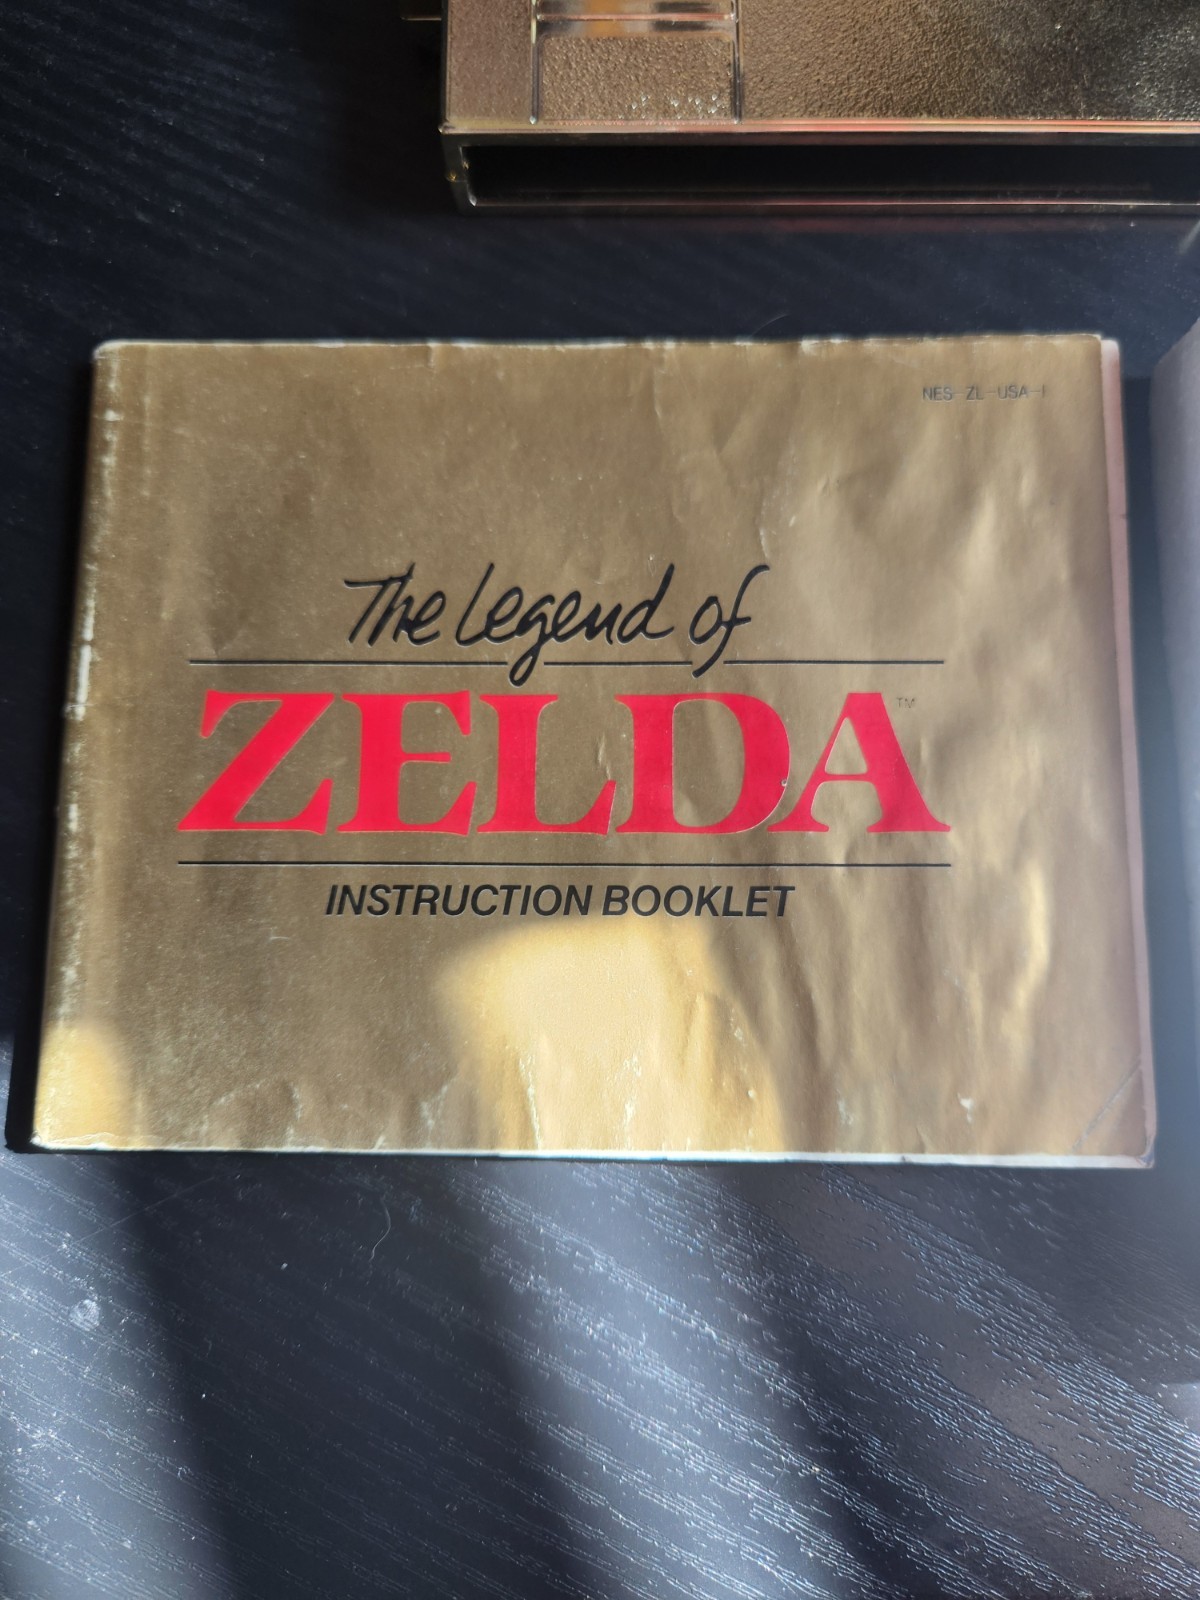 NES-ZL-USA-1
The Legend of
ZELDA™
INSTRUCTION BOOKLET